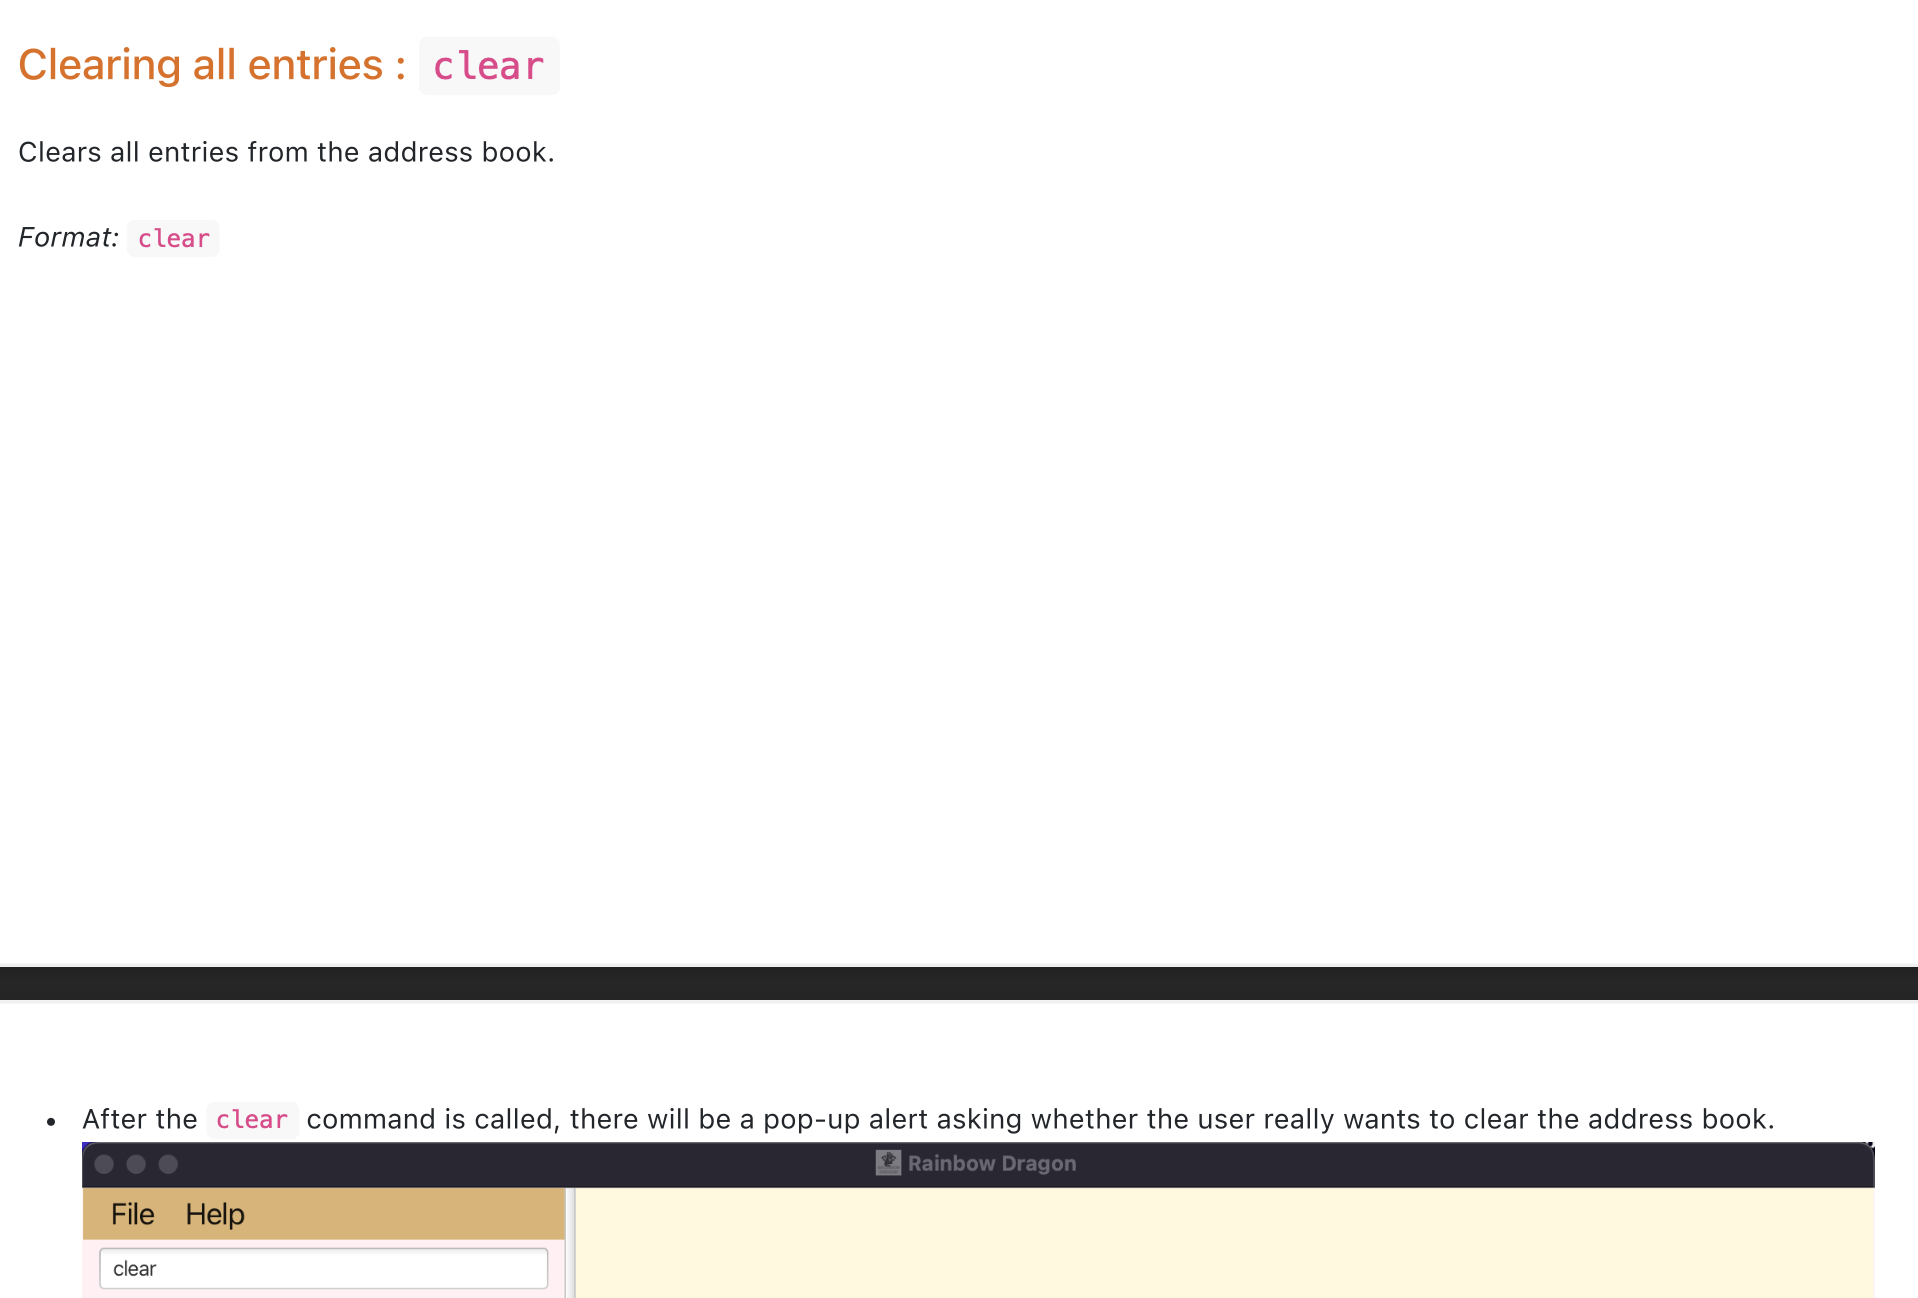 Clearing all entries : clear
Clears all entries from the address book.
Format: clear
• After the clear command is called, there will be a pop-up alert asking whether the user really wants to clear the address book.
Rainbow Dragon
File Help
clear